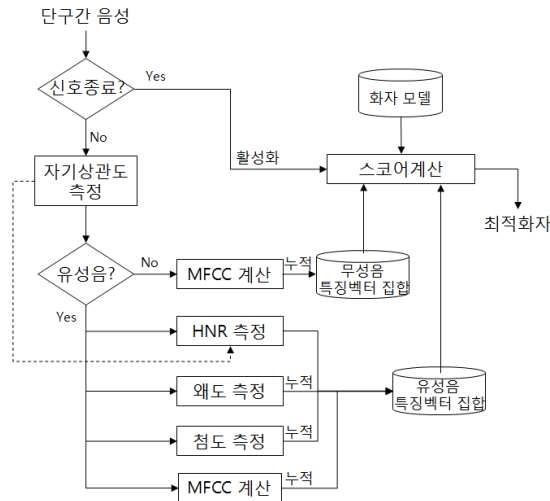 단구간 음성
신호종료?
Yes
화자 모델
No
활성화
자기상관도
측정
스코어계산
최적화자
유성음?
No
MFCC 계산
누적
무성음
특징벡터 집합
Yes
HNR 측정
왜도 측정
누적
유성음
특징벡터 집합
첨도 측정
누적
MFCC 계산
누적